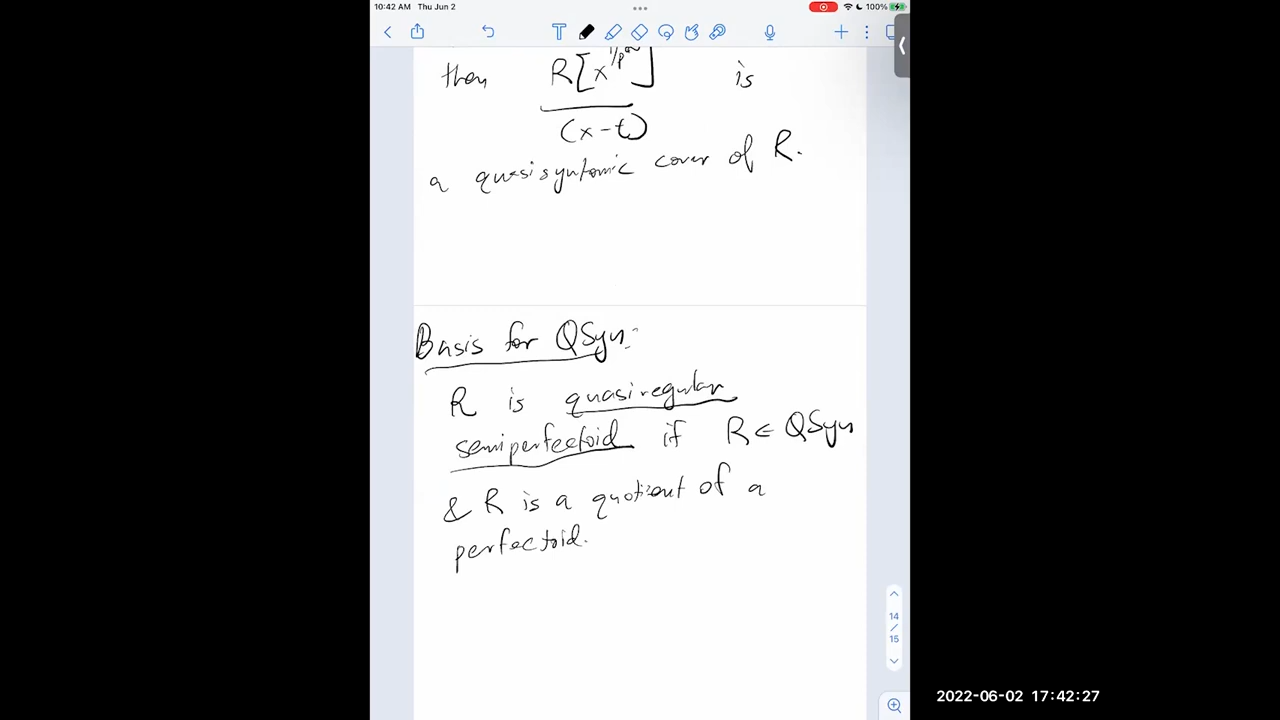 10:42 AM Thu Jun 2
100%
then R[x^{1/p^∞}] is
(x-t)
a quasisyntomic cover of R.
Basis for QSyn:
R is quasiregular
semiperfectoid if R ∈ QSyn
& R is a quotient of a
perfectoid.
14
/
15
2022-06-02 17:42:27